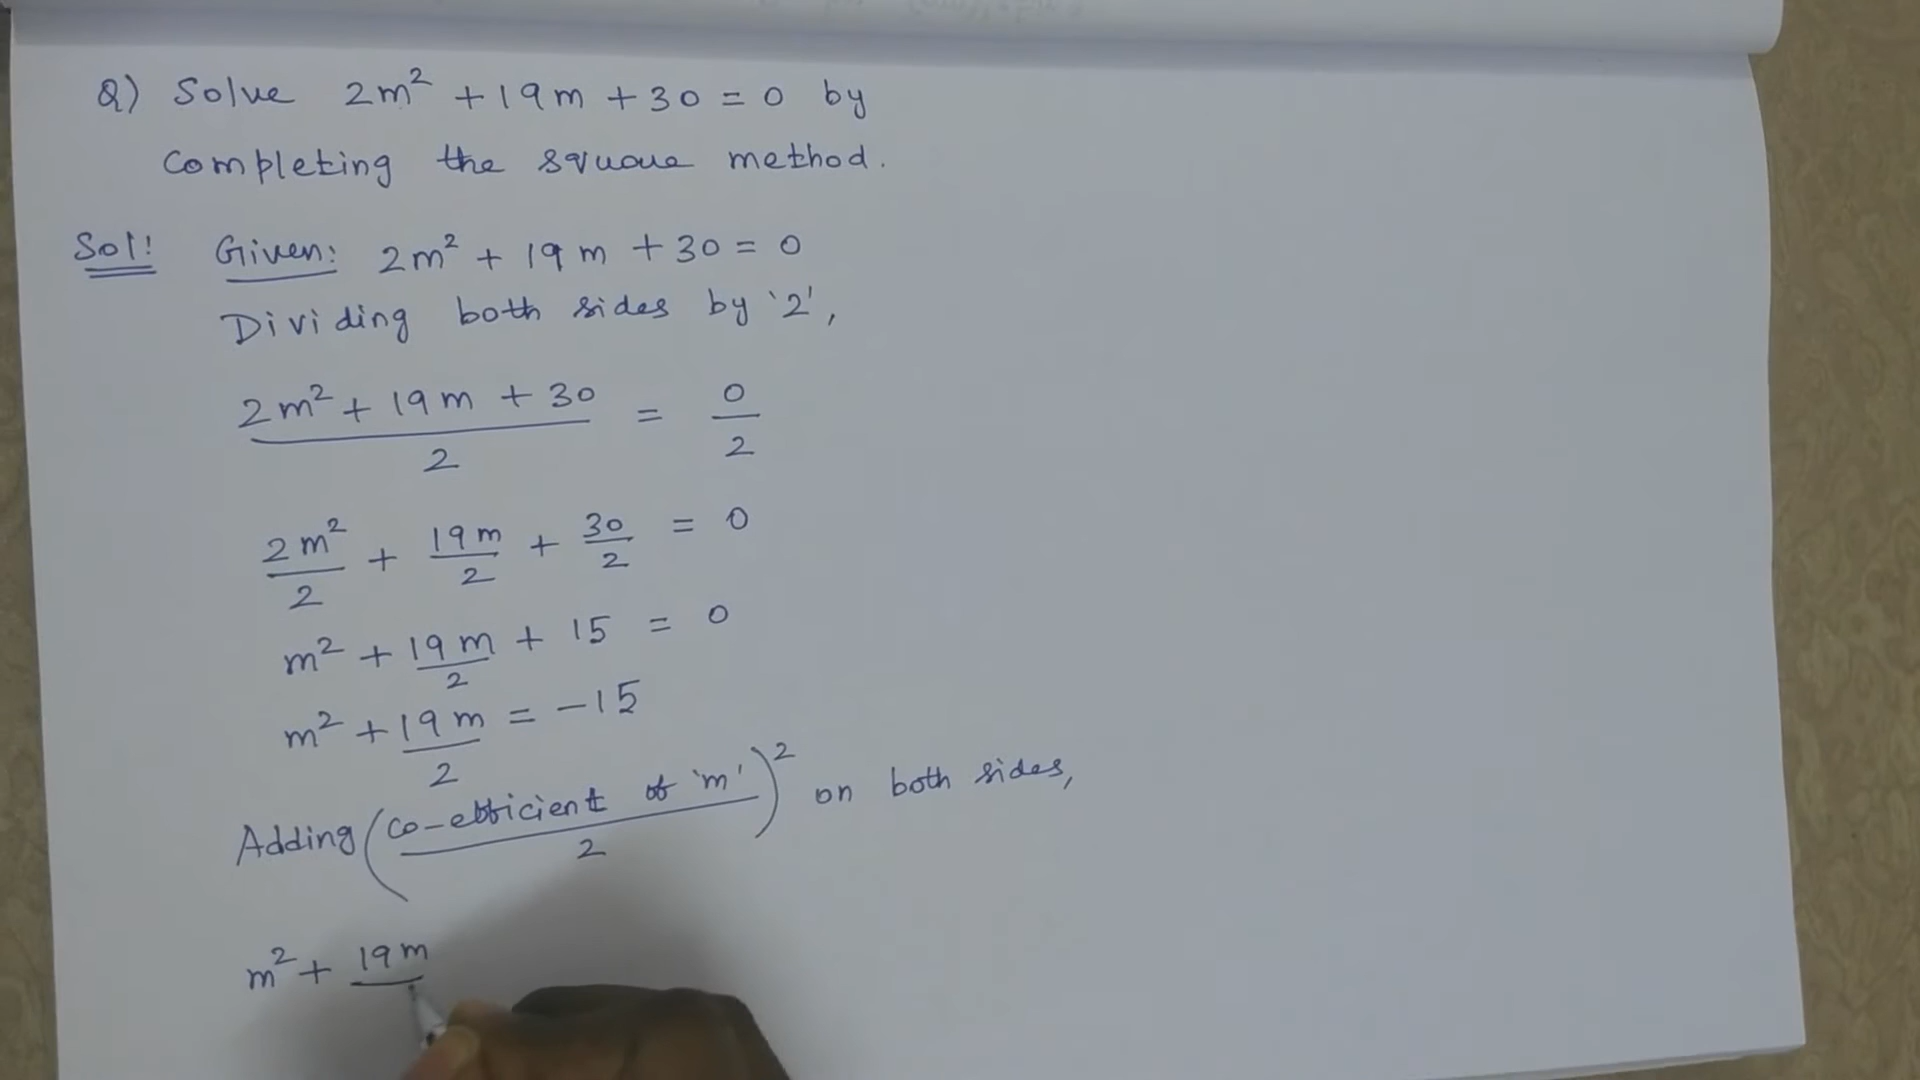 Q) Solve 2m² + 19m + 30 = 0 by
completing the square method.
Sol: Given: 2m² + 19m + 30 = 0
Dividing both sides by '2',
(2m² + 19m + 30)/2 = 0/2
2m²/2 + 19m/2 + 30/2 = 0
m² + 19m/2 + 15 = 0
m² + 19m/2 = -15
Adding (co-efficient of 'm'/2)² on both sides,
m² + 19m